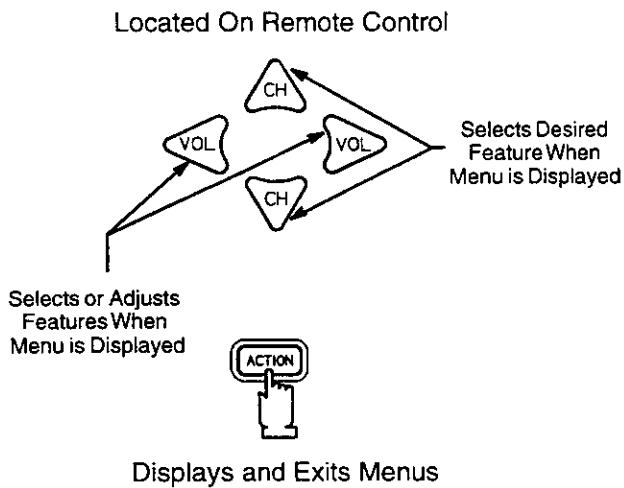 Located On Remote Control
CH
VOL
VOL
CH
Selects Desired
Feature When
Menu is Displayed
Selects or Adjusts
Features When
Menu is Displayed
ACTION
Displays and Exits Menus